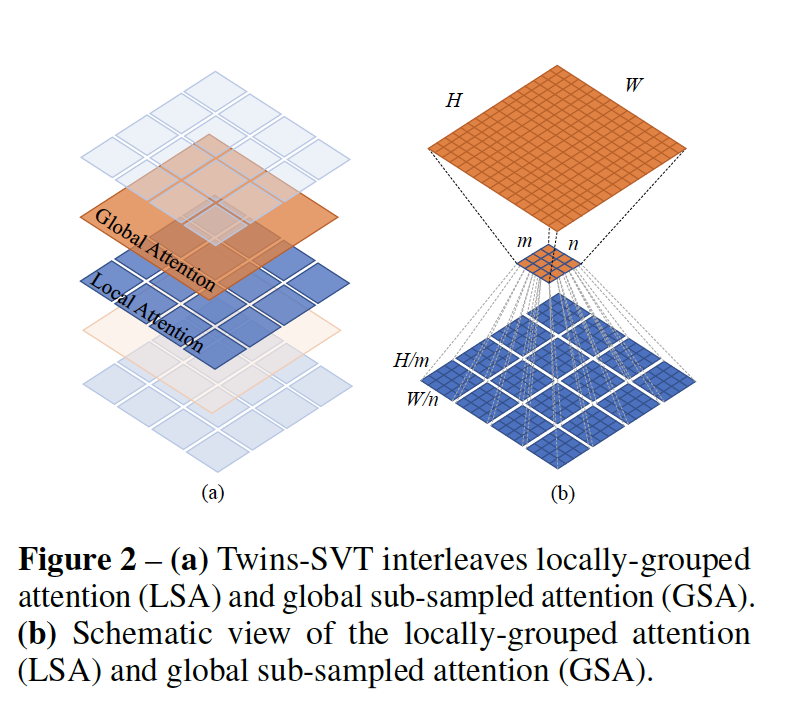 Global Attention
Local Attention
(a)
H
W
m
n
H/m
W/n
(b)
Figure 2 – (a) Twins-SVT interleaves locally-grouped
attention (LSA) and global sub-sampled attention (GSA).
(b) Schematic view of the locally-grouped attention
(LSA) and global sub-sampled attention (GSA).